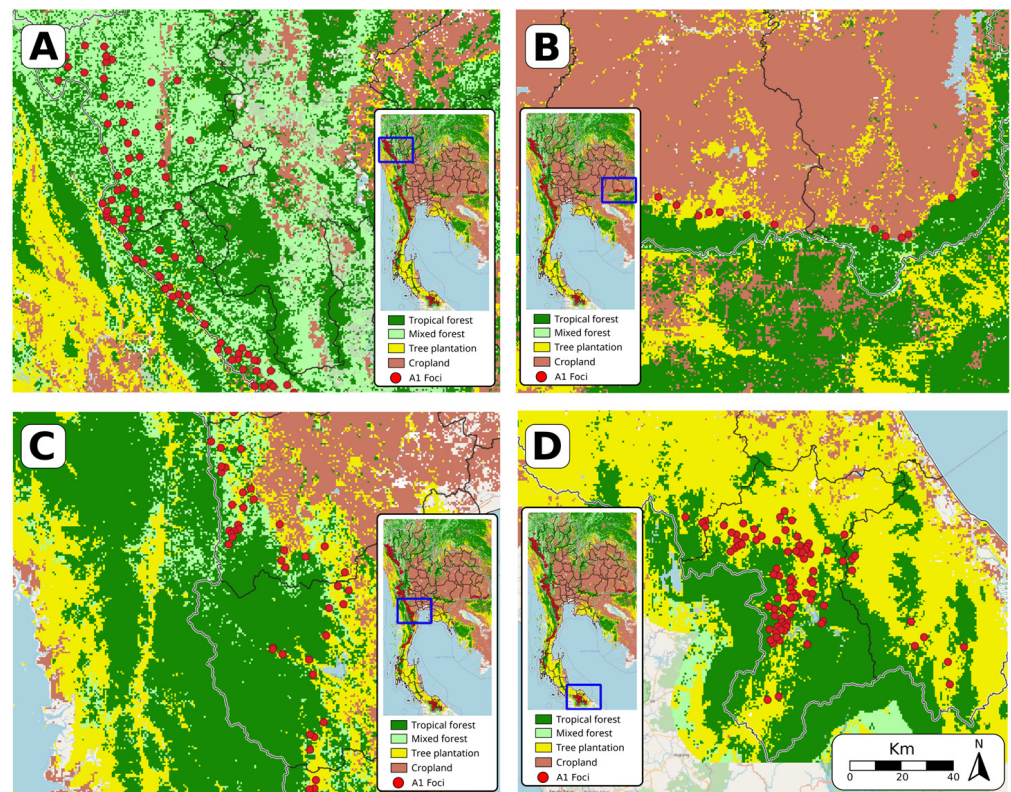 A
Tropical forest
Mixed forest
Tree plantation
Cropland
A1 Foci
B
Tropical forest
Mixed forest
Tree plantation
Cropland
A1 Foci
C
Tropical forest
Mixed forest
Tree plantation
Cropland
A1 Foci
D
Tropical forest
Mixed forest
Tree plantation
Cropland
A1 Foci
Km
N
0 20 40